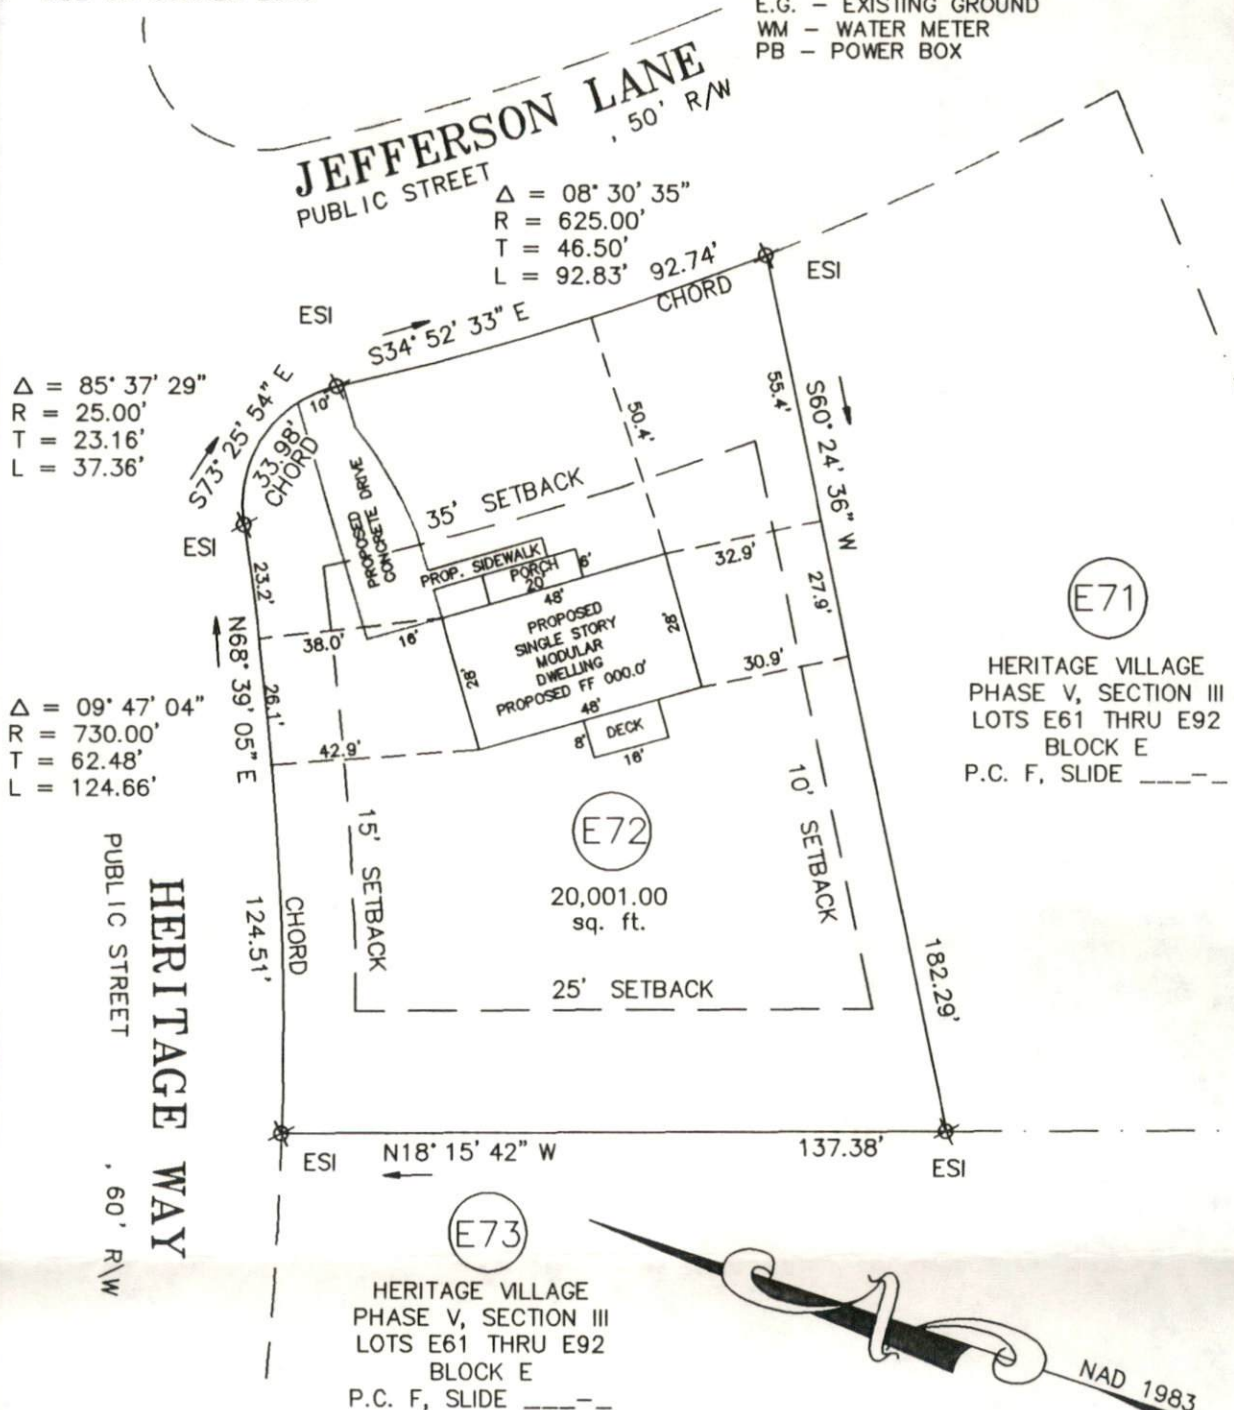 E.G. – EXISTING GROUND
WM – WATER METER
PB – POWER BOX
JEFFERSON LANE
, 50' R/W
PUBLIC STREET
Δ = 08° 30' 35"
R = 625.00'
T = 46.50'
L = 92.83'
92.74'
CHORD
ESI
ESI
S34° 52' 33" E
Δ = 85° 37' 29"
R = 25.00'
T = 23.16'
L = 37.36'
S73° 25' 54" E
33.98'
CHORD
10'
ESI
50.4'
55.4'
S60° 24' 36" W
35' SETBACK
PROPOSED
CONCRETE DRIVE
PROP. SIDEWALK
PORCH
20'
6'
48'
32.9'
27.9'
23.2'
38.0'
16'
PROPOSED
SINGLE STORY
MODULAR
DWELLING
PROPOSED FF 000.0'
28'
28'
48'
30.9'
N68° 39' 05" E
26.1'
42.9'
DECK
8'
16'
Δ = 09° 47' 04"
R = 730.00'
T = 62.48'
L = 124.66'
E71
HERITAGE VILLAGE
PHASE V, SECTION III
LOTS E61 THRU E92
BLOCK E
P.C. F, SLIDE ___-_
E72
20,001.00
sq. ft.
15' SETBACK
10' SETBACK
25' SETBACK
CHORD
124.51'
182.29'
PUBLIC STREET
HERITAGE WAY
, 60' R\W
ESI
N18° 15' 42" W
137.38'
ESI
E73
HERITAGE VILLAGE
PHASE V, SECTION III
LOTS E61 THRU E92
BLOCK E
P.C. F, SLIDE ___-_
NAD 1983